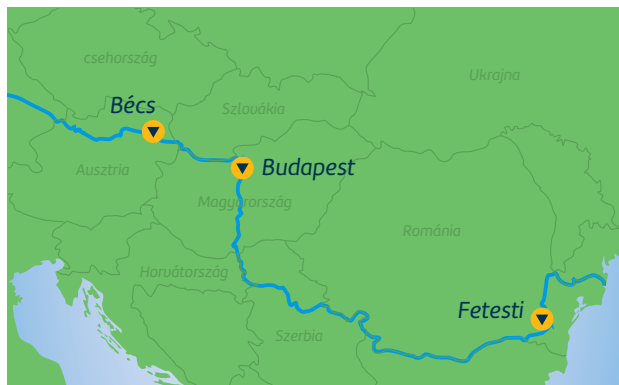 csehország
Ukrajna
Bécs
Szlovákia
Ausztria
Budapest
Magyarország
Románia
Horvátország
Fetesti
Szerbia